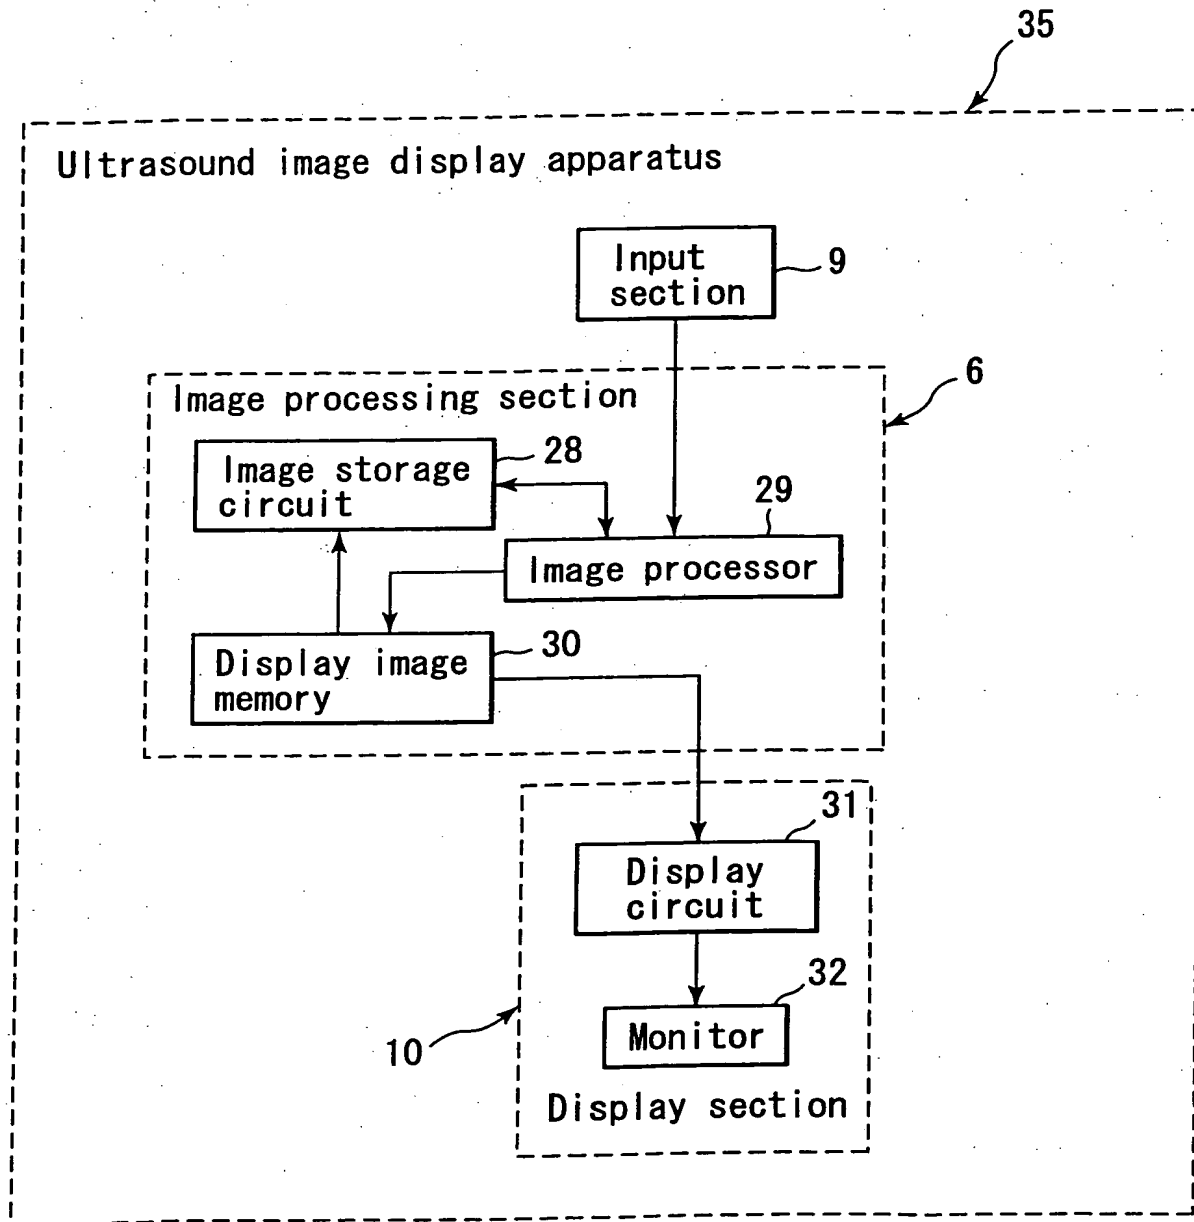 35
Ultrasound image display apparatus
Input
section
9
6
Image processing section
Image storage
circuit
28
29
Image processor
Display image
memory
30
31
Display
circuit
32
Monitor
10
Display section